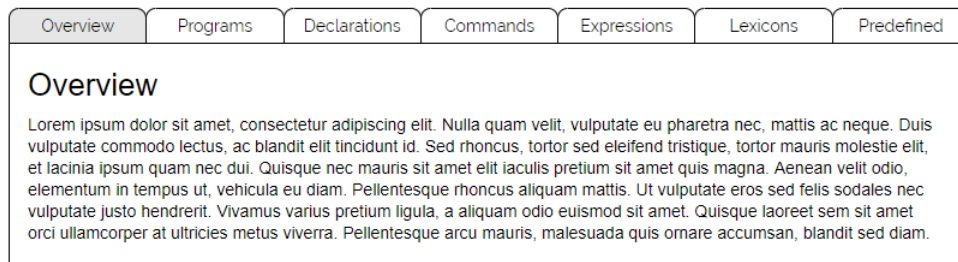 Overview Programs Declarations Commands Expressions Lexicons Predefined
Overview
Lorem ipsum dolor sit amet, consectetur adipiscing elit. Nulla quam velit, vulputate eu pharetra nec, mattis ac neque. Duis
vulputate commodo lectus, ac blandit elit tincidunt id. Sed rhoncus, tortor sed eleifend tristique, tortor mauris molestie elit,
et lacinia ipsum quam nec dui. Quisque nec mauris sit amet elit iaculis pretium sit amet quis magna. Aenean velit odio,
elementum in tempus ut, vehicula eu diam. Pellentesque rhoncus aliquam mattis. Ut vulputate eros sed felis sodales nec
vulputate justo hendrerit. Vivamus varius pretium ligula, a aliquam odio euismod sit amet. Quisque laoreet sem sit amet
orci ullamcorper at ultricies metus viverra. Pellentesque arcu mauris, malesuada quis ornare accumsan, blandit sed diam.